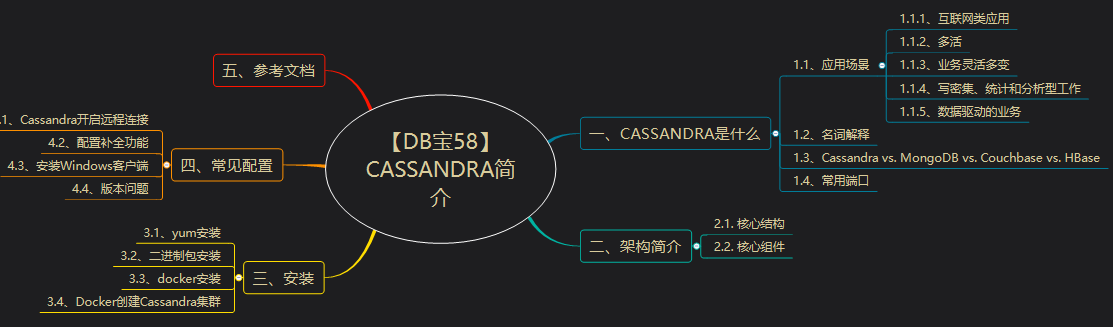 【DB宝58】
CASSANDRA简
介
一、CASSANDRA是什么
1.1、应用场景
1.1.1、互联网类应用
1.1.2、多活
1.1.3、业务灵活多变
1.1.4、写密集、统计和分析型工作
1.1.5、数据驱动的业务
1.2、名词解释
1.3、Cassandra vs. MongoDB vs. Couchbase vs. HBase
1.4、常用端口
二、架构简介
2.1. 核心结构
2.2. 核心组件
三、安装
3.1、yum安装
3.2、二进制包安装
3.3、docker安装
3.4、Docker创建Cassandra集群
四、常见配置
.1、Cassandra开启远程连接
4.2、配置补全功能
4.3、安装Windows客户端
4.4、版本问题
五、参考文档